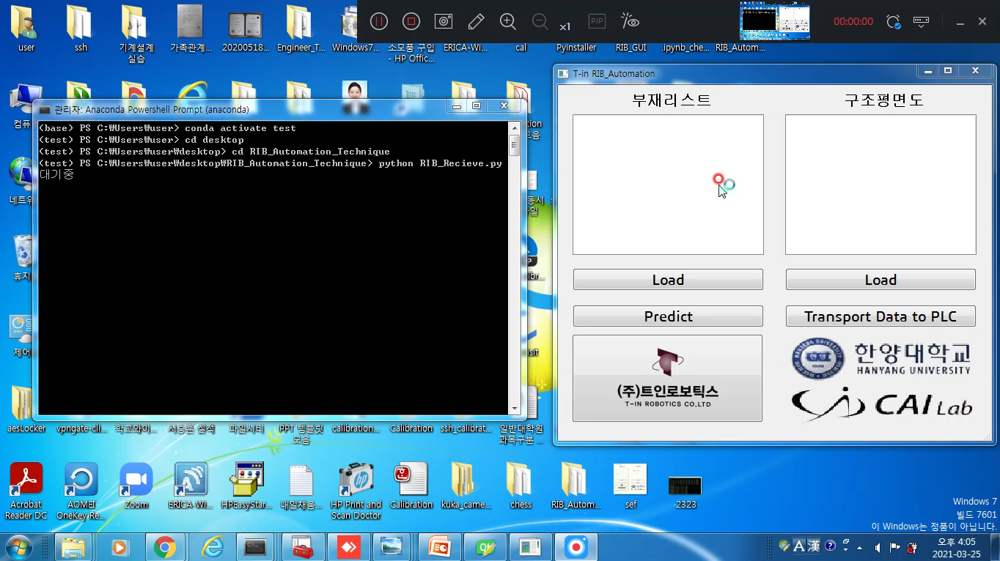 user
ssh
기계설계
실습
가족관계...
20200518...
Engineer_T...
Windows7...
소모품 구입
- HP Offic...
ERICA-Wi...
cal
Pyinstaller
RIB_GUI
.ipynb_che...
RIB_Autom...
x1
PIP
00:00:00
관리자: Anaconda Powershell Prompt (anaconda)
(base) PS C:₩Users₩user> conda activate test
(test) PS C:₩Users₩user> cd desktop
(test) PS C:₩Users₩user₩desktop> cd RIB_Automation_Technique
(test) PS C:₩Users₩user₩desktop₩RIB_Automation_Technique> python RIB_Recieve.py
대기중
T-in RIB_Automation
부재리스트
구조평면도
Load
Load
Predict
Transport Data to PLC
(주)트인로보틱스
T-IN ROBOTICS CO.,LTD
한양대학교
HANYANG UNIVERSITY
CAI Lab
컴퓨
네트워
휴지
제어
aesLocker
vpngate-cli...
학교와이...
서승훈 실적
파일시티
PPT 템플릿
모음
calibration...
Calibration
ssh_calibrat...
일반대학원
과목구분 ...
Acrobat
Reader DC
AOMEI
OneKey Re...
Zoom
ERICA-Wi...
HPEasyStar...
내일채움...
HP Print and
Scan Doctor
Calibration
kuka_came...
chess
RIB_Autom...
sef
2323
Windows 7
빌드 7601
이 Windows는 정품이 아닙니다.
A 漢
오후 4:05
2021-03-25